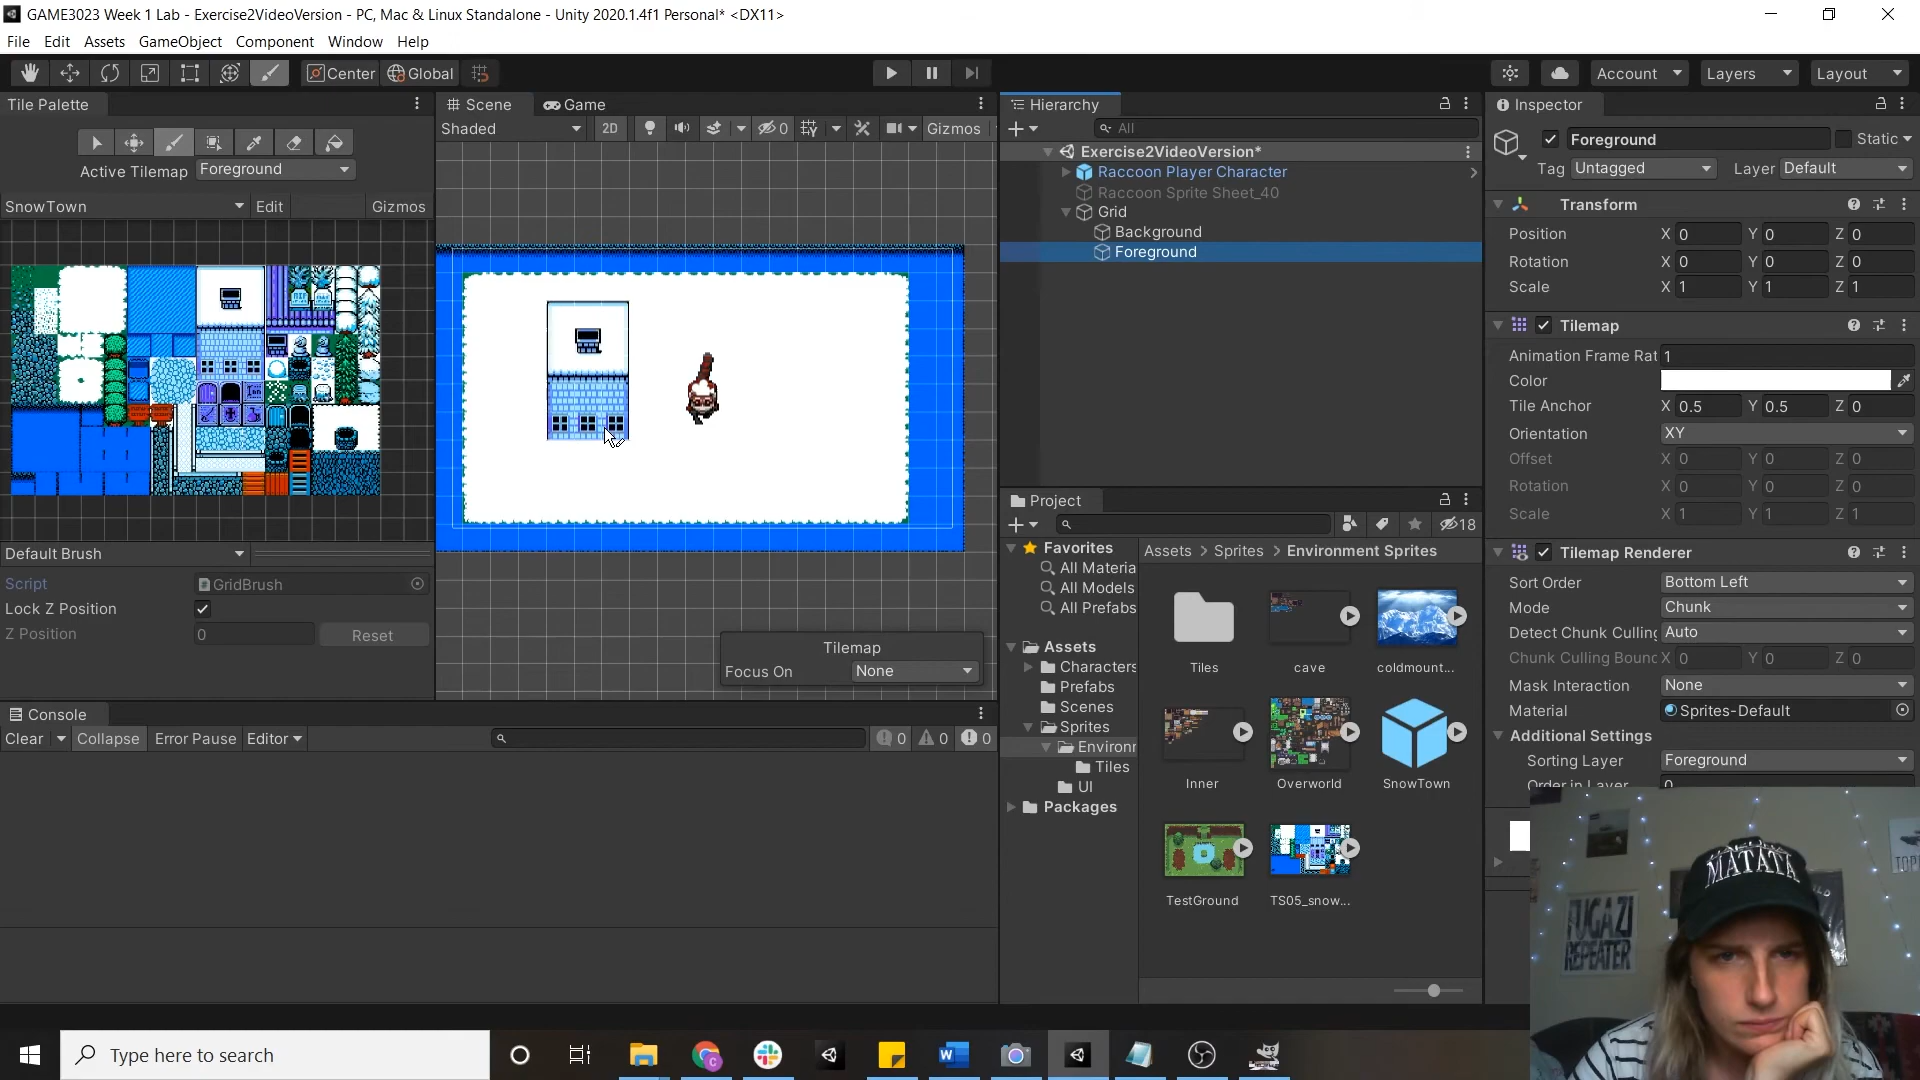 GAME3023 Week 1 Lab - Exercise2VideoVersion - PC, Mac & Linux Standalone - Unity 2020.1.4f1 Personal* <DX11>
File Edit Assets GameObject Component Window Help
Center Global Account Layers Layout
Tile Palette
Active Tilemap Foreground
SnowTown Edit Gizmos
Default Brush
Script GridBrush
Lock Z Position
Z Position 0 Reset
Scene Game
Shaded 2D 0 Gizmos
Tilemap
Focus On None
Console
Clear Collapse Error Pause Editor 0 0 0
Hierarchy
All
Exercise2VideoVersion*
Raccoon Player Character
Raccoon Sprite Sheet_40
Grid
Background
Foreground
Project
18
Favorites
All Materia
All Models
All Prefabs
Assets
Characters
Prefabs
Scenes
Sprites
Environr
Tiles
UI
Packages
Assets > Sprites > Environment Sprites
Tiles cave coldmount...
Inner Overworld SnowTown
TestGround TS05_snow...
Inspector
Foreground Static
Tag Untagged Layer Default
Transform
Position X 0 Y 0 Z 0
Rotation X 0 Y 0 Z 0
Scale X 1 Y 1 Z 1
Tilemap
Animation Frame Rat 1
Color
Tile Anchor X 0.5 Y 0.5 Z 0
Orientation XY
Offset X 0 Y 0 Z 0
Rotation X 0 Y 0 Z 0
Scale X 1 Y 1 Z 1
Tilemap Renderer
Sort Order Bottom Left
Mode Chunk
Detect Chunk Culling Auto
Chunk Culling Bounc X 0 Y 0 Z 0
Mask Interaction None
Material Sprites-Default
Additional Settings
Sorting Layer Foreground
Order in Layer 0
MATATA
FUGAZI
REPEATER
Type here to search